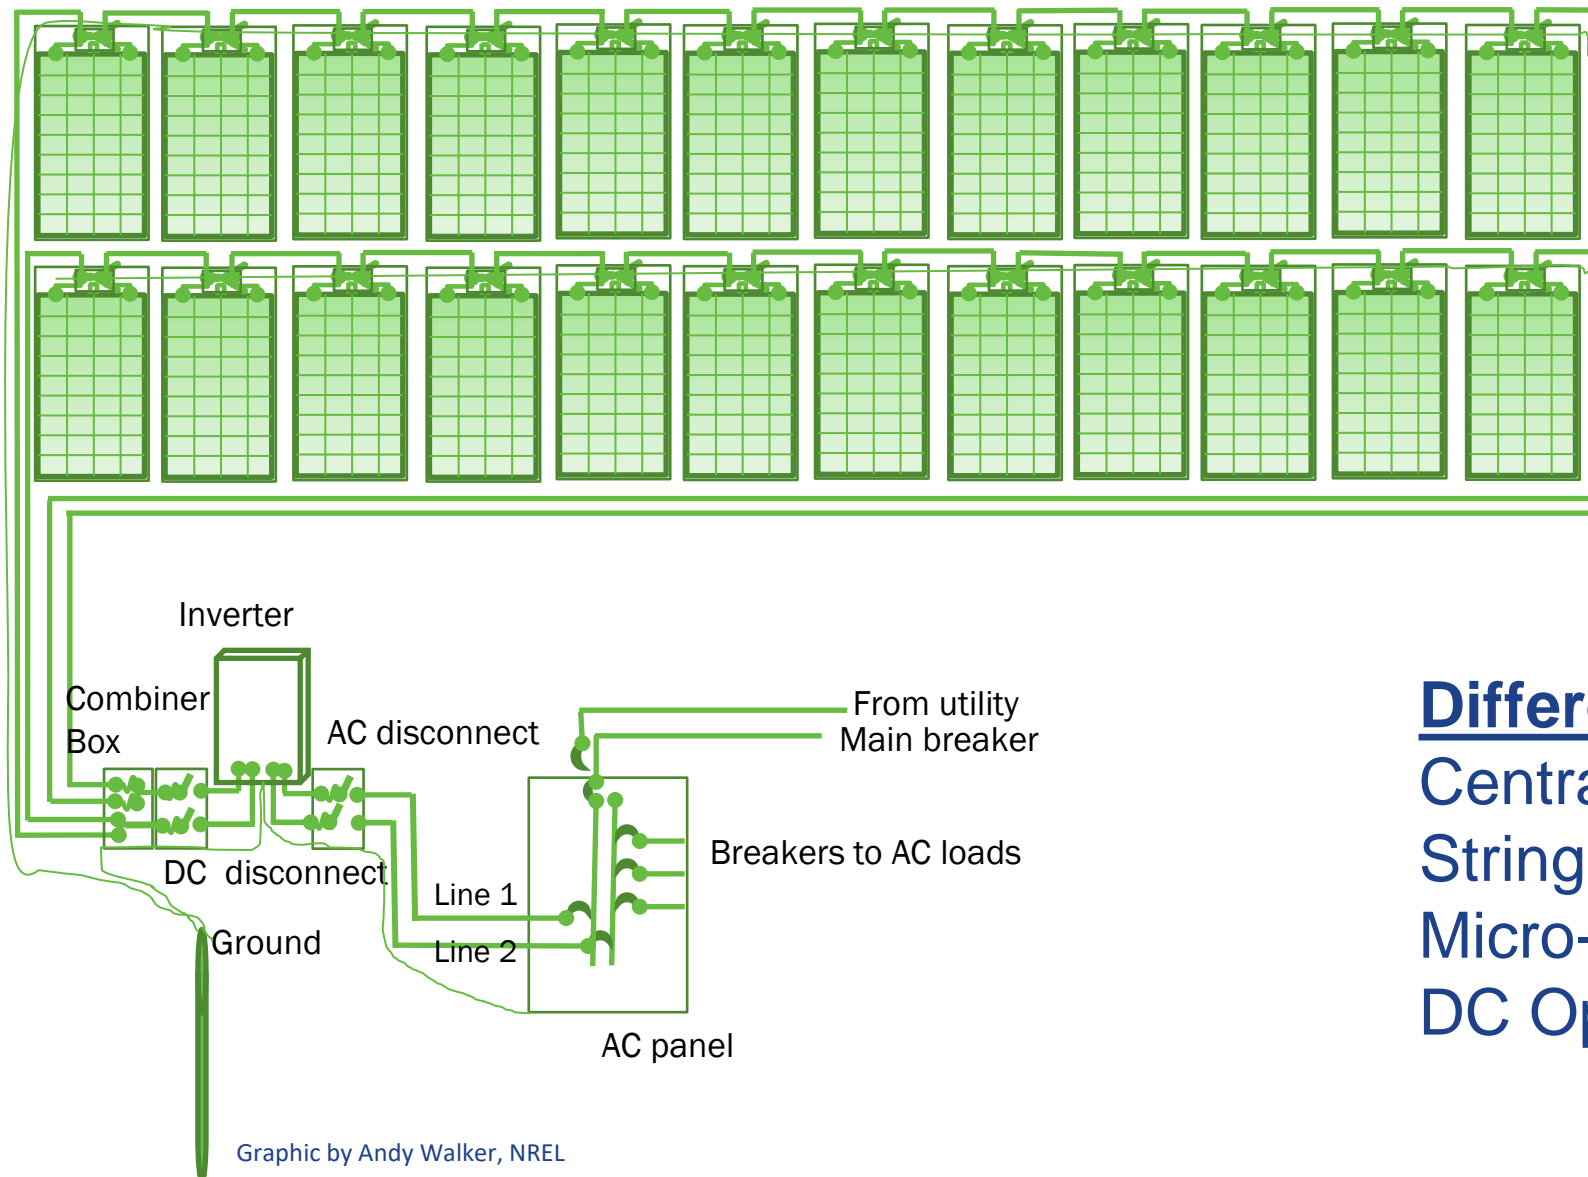 Inverter
Combiner
Box
AC disconnect
From utility
Main breaker
Breakers to AC loads
DC disconnect
Line 1
Line 2
Ground
AC panel
String
Graphic by Andy Walker, NREL